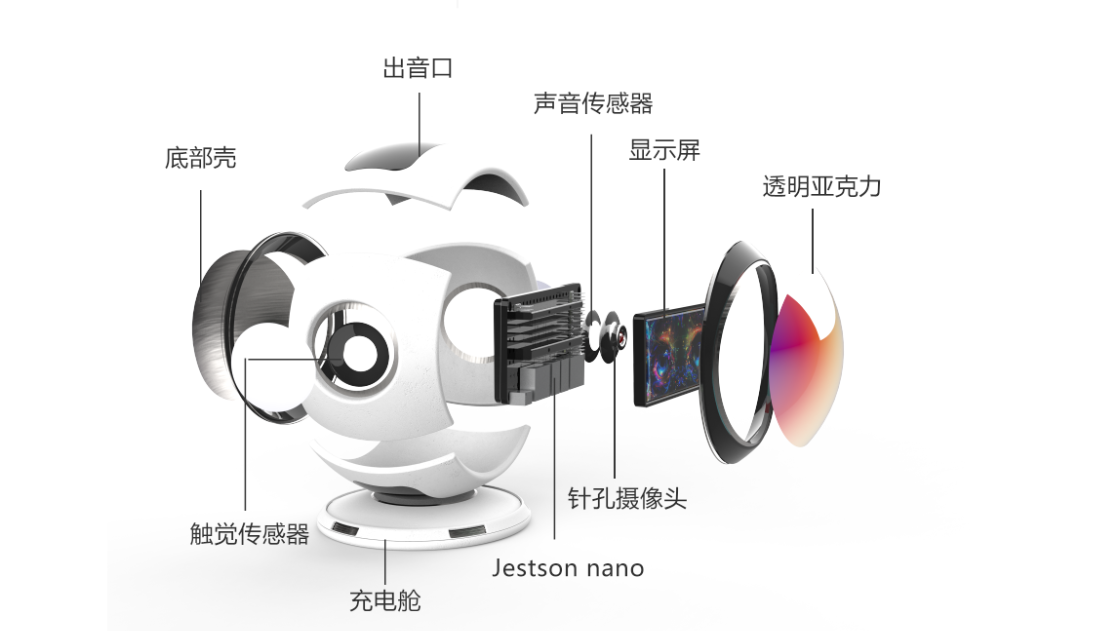 出音口
声音传感器
底部壳
显示屏
透明亚克力
针孔摄像头
触觉传感器
Jestson nano
充电舱